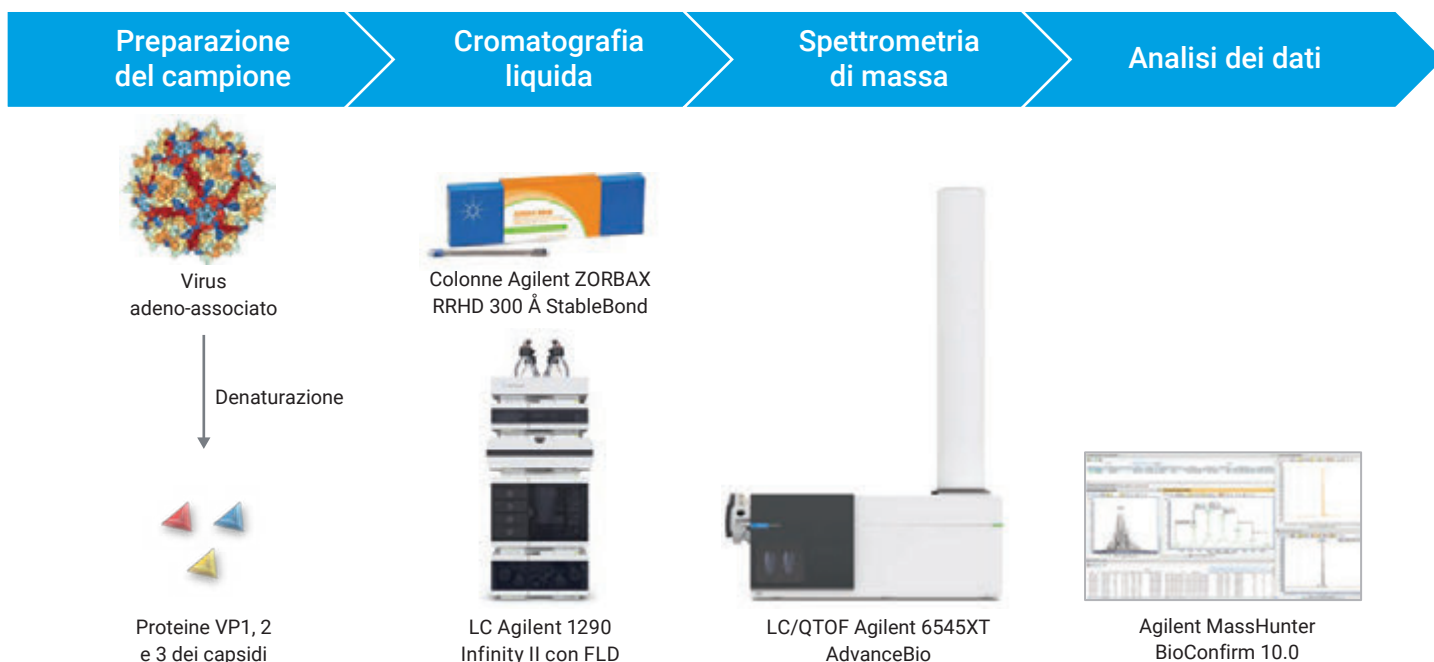 Preparazione
del campione
Cromatografia
liquida
Spettrometria
di massa
Analisi dei dati
Virus
adeno-associato
Denaturazione
Proteine VP1, 2
e 3 dei capsidi
Colonne Agilent ZORBAX
RRHD 300 Å StableBond
LC Agilent 1290
Infinity II con FLD
LC/QTOF Agilent 6545XT
AdvanceBio
Agilent MassHunter
BioConfirm 10.0